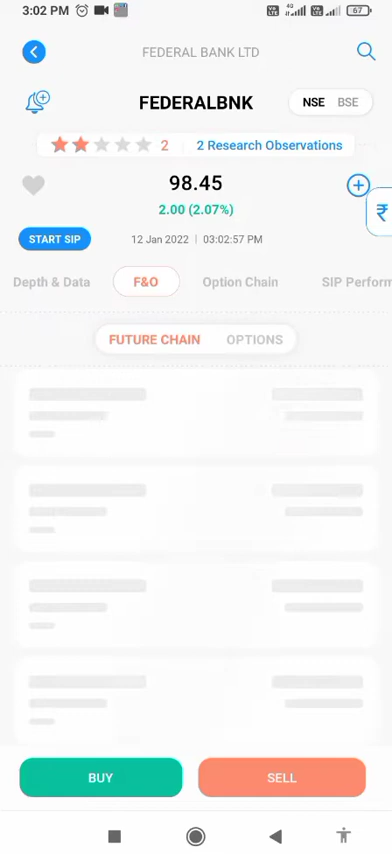 3:02 PM
67
FEDERAL BANK LTD
FEDERALBNK
NSE BSE
2 2 Research Observations
98.45
2.00 (2.07%)
₹
START SIP
12 Jan 2022 | 03:02:57 PM
Depth & Data F&O Option Chain SIP Perform
FUTURE CHAIN OPTIONS
BUY SELL